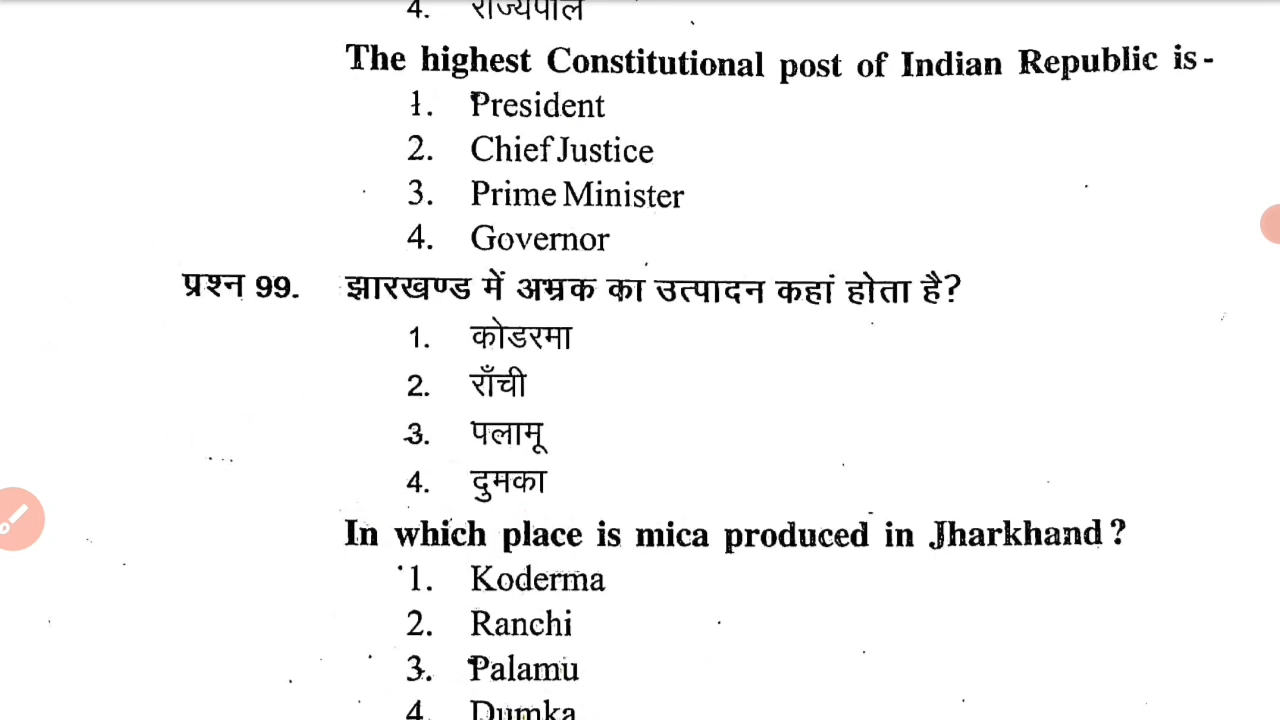 4. राज्यपाल
The highest Constitutional post of Indian Republic is-
1. President
2. Chief Justice
3. Prime Minister
4. Governor
प्रश्न 99. झारखण्ड में अभ्रक का उत्पादन कहां होता है?
1. कोडरमा
2. राँची
3. पलामू
4. दुमका
In which place is mica produced in Jharkhand?
1. Koderma
2. Ranchi
3. Palamu
4. Dumka